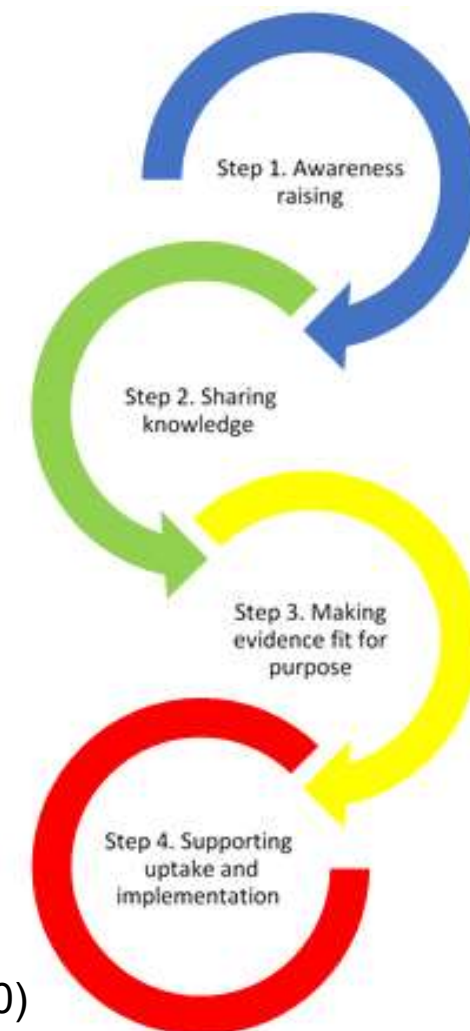 Step 1. Awareness
raising
Step 2. Sharing
knowledge
Step 3. Making
evidence fit for
purpose
Step 4. Supporting
uptake and
implementation
0)